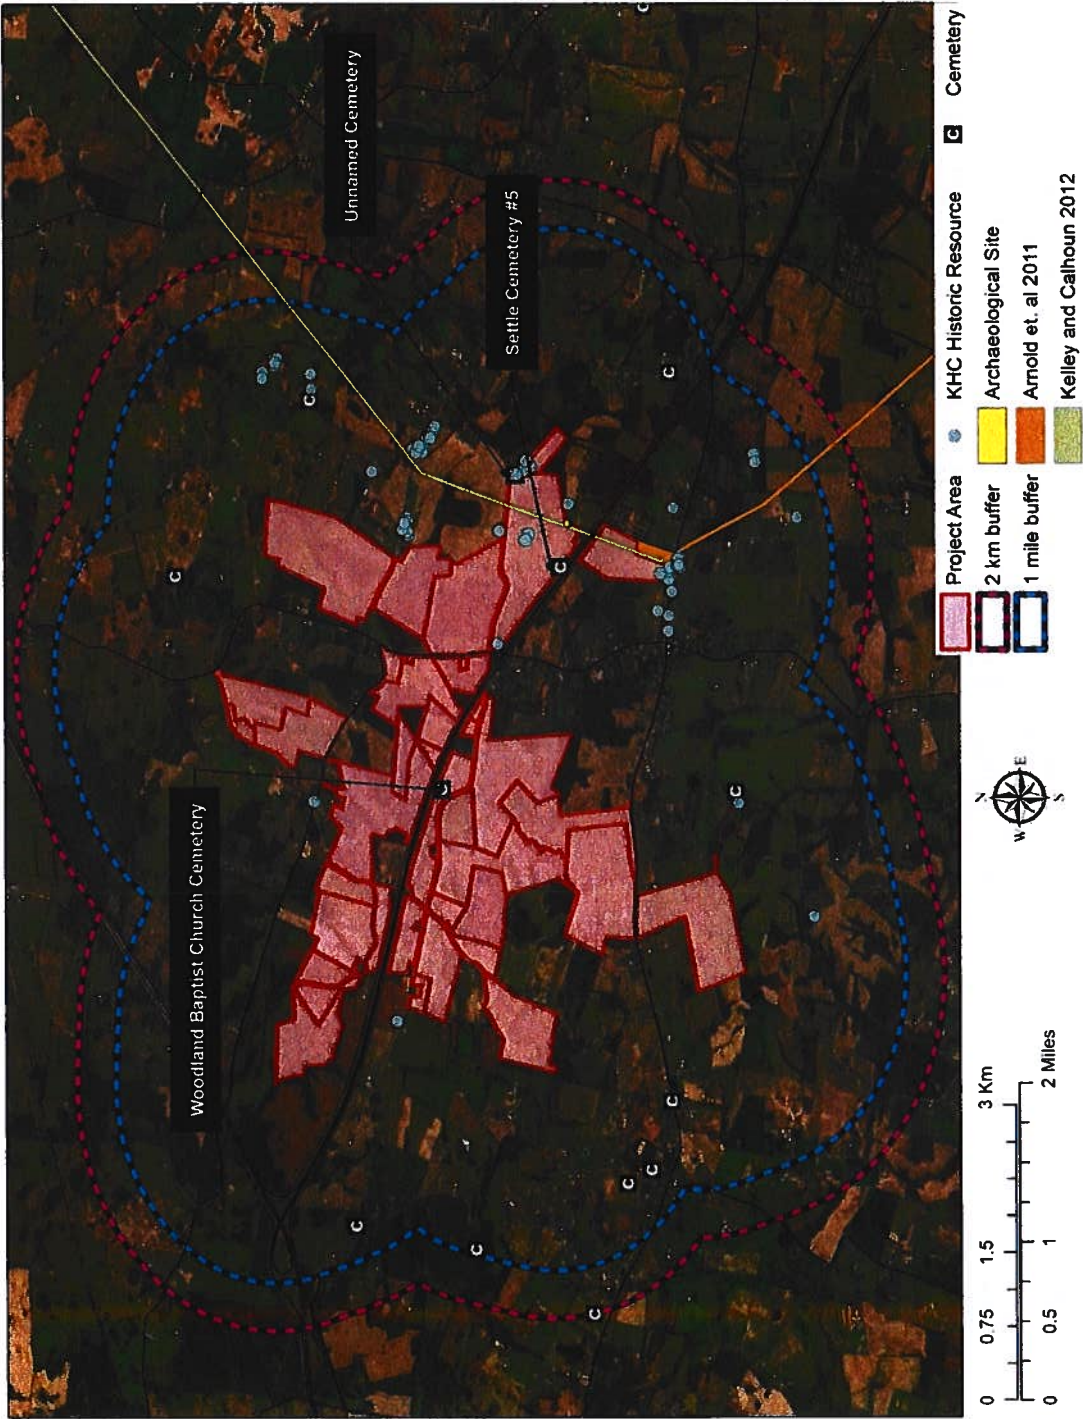 Woodland Baptist Church Cemetery
Settle Cemetery #5
Unnamed Cemetery
C
C
C
C
C
C
C
C
C
C
C
C
C
0 0.75 1.5 3 Km
0 0.5 1 2 Miles
N
W E
S
Project Area
2 km buffer
1 mile buffer
KHC Historic Resource
Archaeological Site
Arnold et. al 2011
Kelley and Calhoun 2012
C Cemetery